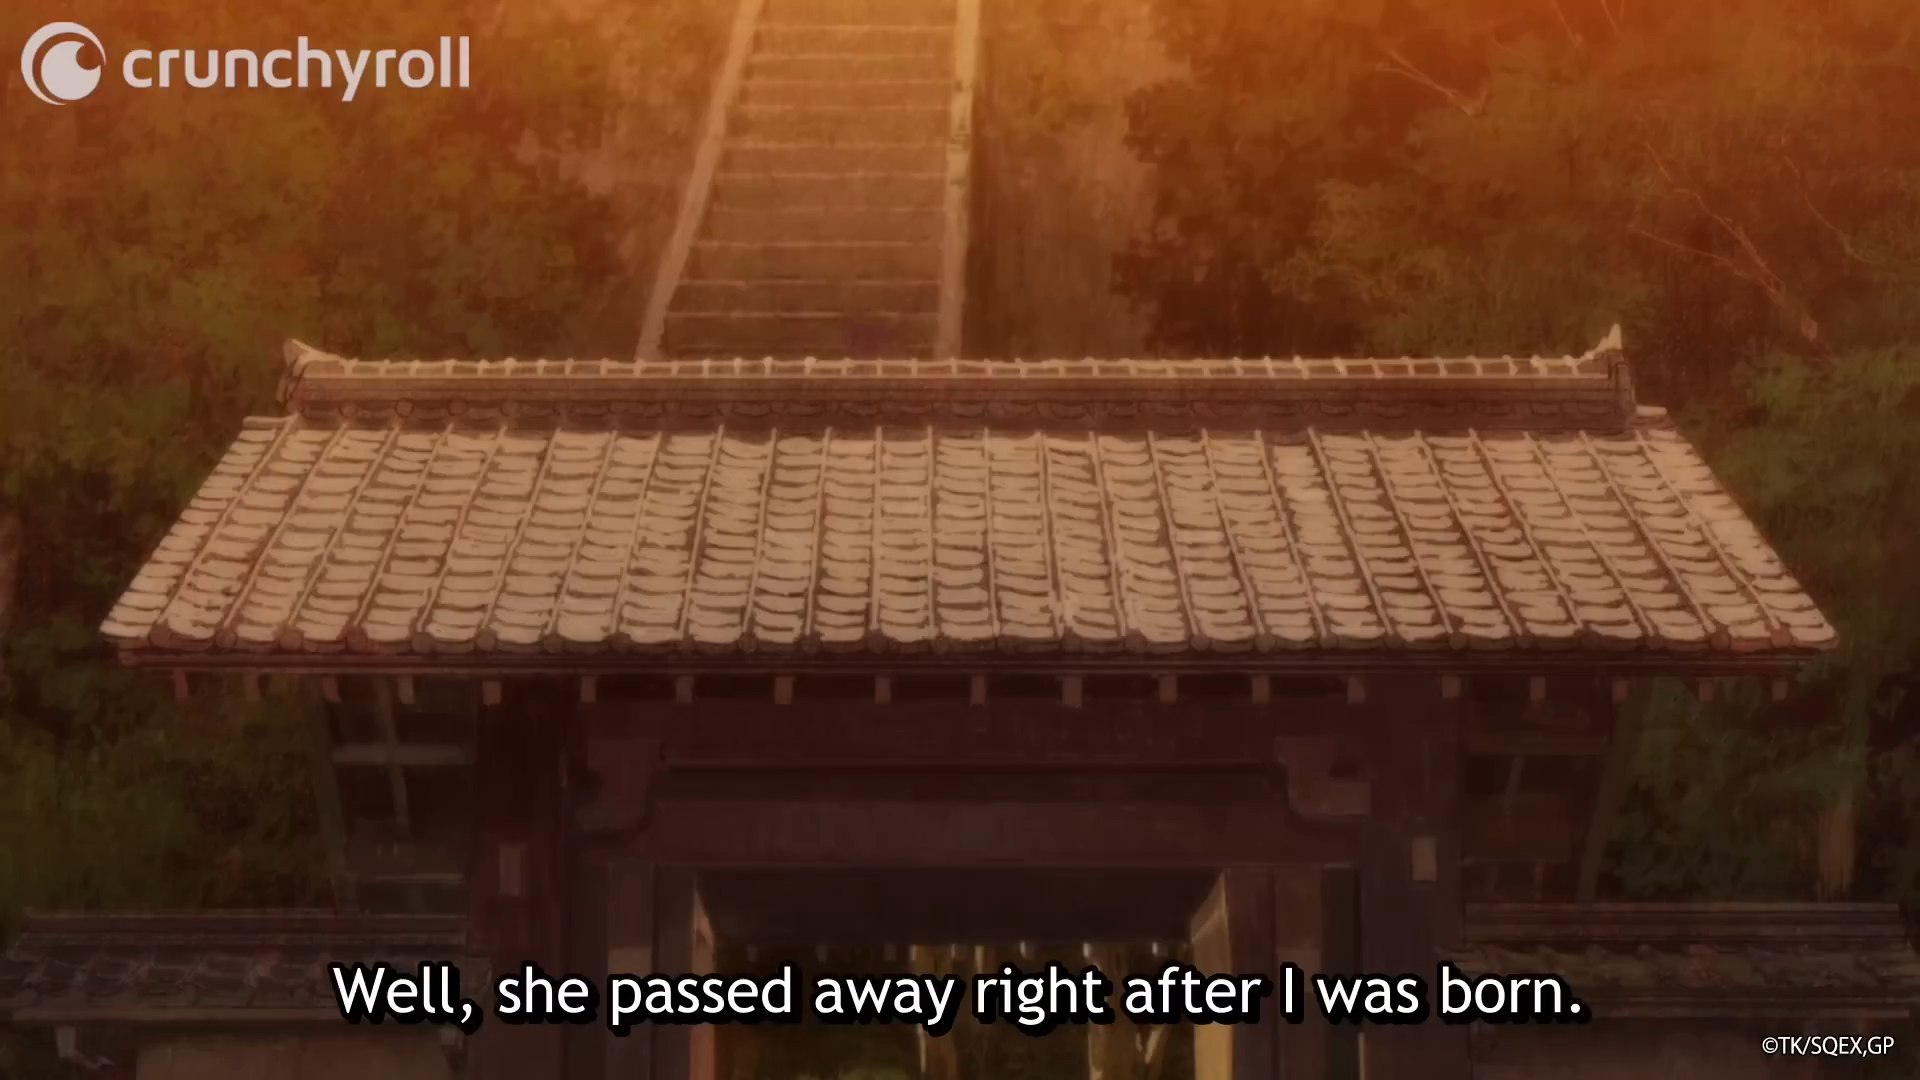 crunchyroll
Well, she passed away right after I was born.
©TK/SQEX,GP